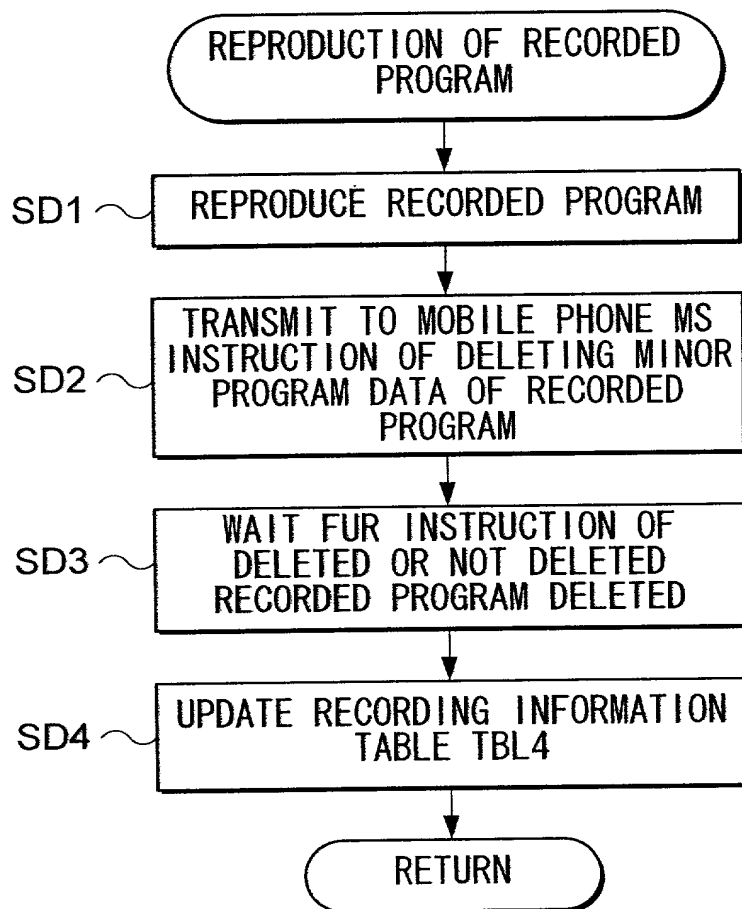 REPRODUCTION OF RECORDED
PROGRAM
SD1
REPRODUCE RECORDED PROGRAM
SD2
TRANSMIT TO MOBILE PHONE MS
INSTRUCTION OF DELETING MINOR
PROGRAM DATA OF RECORDED
PROGRAM
SD3
WAIT FUR INSTRUCTION OF
DELETED OR NOT DELETED
RECORDED PROGRAM DELETED
SD4
UPDATE RECORDING INFORMATION
TABLE TBL4
RETURN